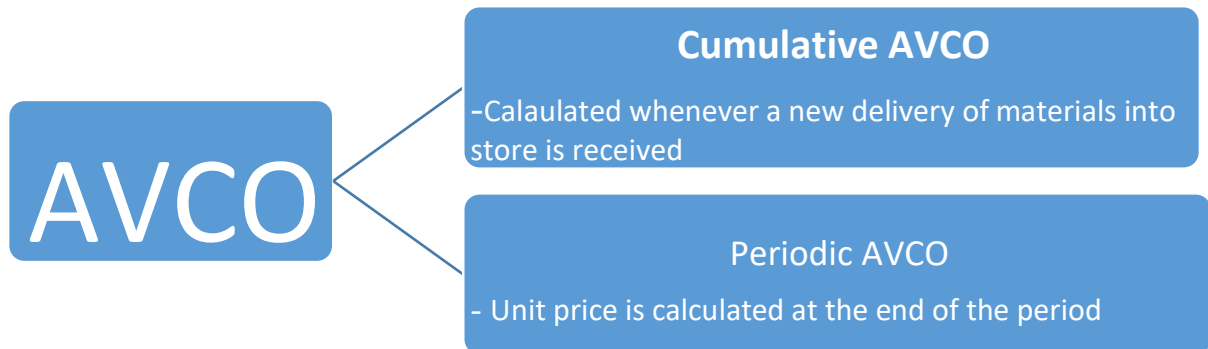 AVCO
Cumulative AVCO
-Calaulated whenever a new delivery of materials into
store is received
Periodic AVCO
- Unit price is calculated at the end of the period